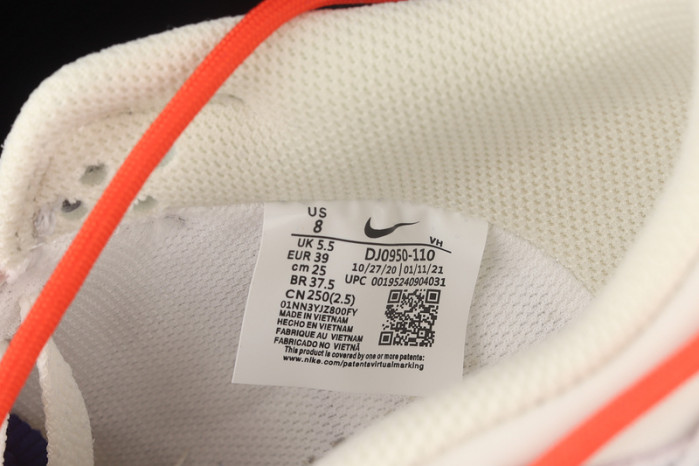 US
8
UK 5.5
EUR 39
cm 25
BR 37.5
CN 250(2.5)
01NN3YJZ800FY
MADE IN VIETNAM
HECHO EN VIETNAM
FABRIQUE AU VIETNAM
FABRICADO NO VIETNÃ
VH
DJ0950-110
10/27/20 | 01/11/21
UPC 00195240904031
This product is covered by one or more patents:
www.nike.com/patentsvirtualmarking